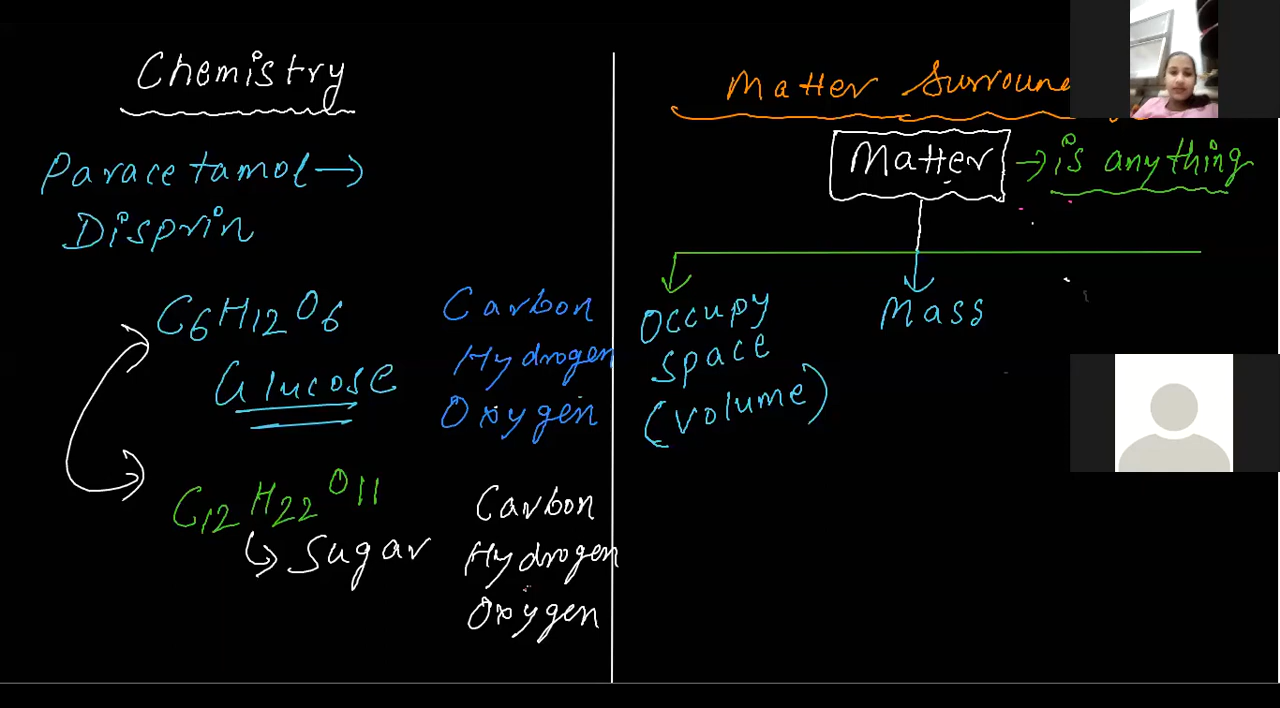 Chemistry
Paracetamol →
Disprin
C6H12O6
Glucose
Carbon
Hydrogen
Oxygen
C12H22O11
↳ Sugar
Carbon
Hydrogen
Oxygen
Matter
Matter → is anything
Occupy
Space
(volume)
Mass